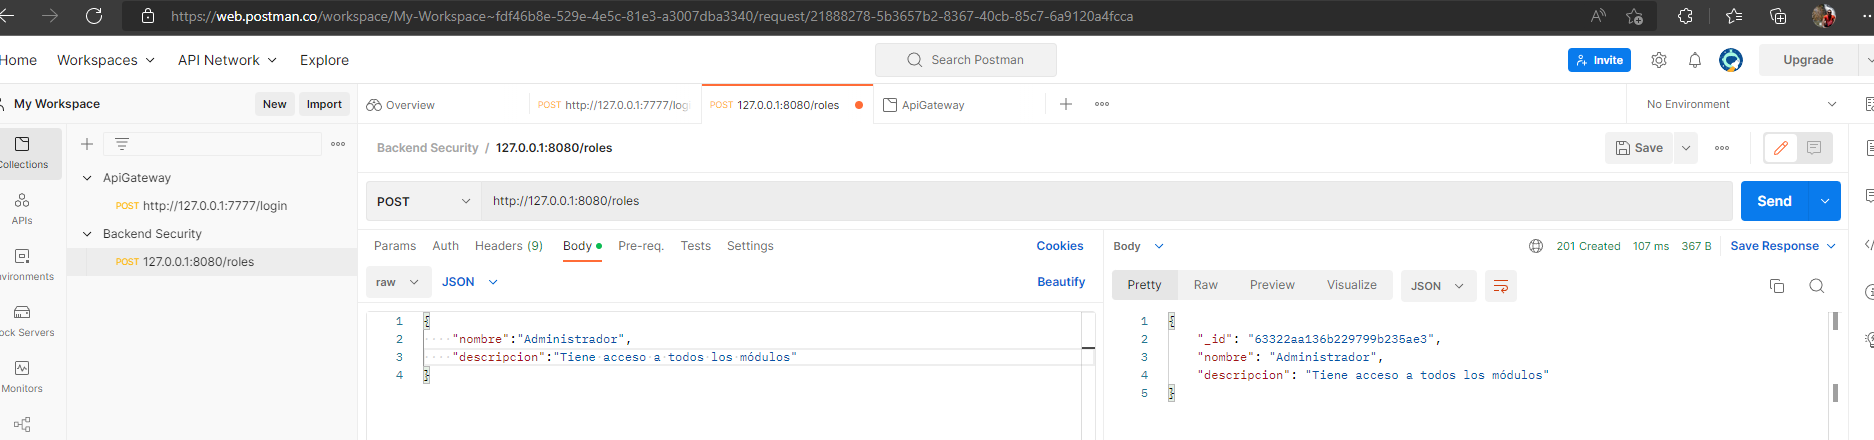 https://web.postman.co/workspace/My-Workspace~fdf46b8e-529e-4e5c-81e3-a3007dba3340/request/21888278-5b3657b2-8367-40cb-85c7-6a9120a4fcca
Home Workspaces API Network Explore Search Postman Invite Upgrade
My Workspace New Import Overview POST http://127.0.0.1:7777/log POST 127.0.0.1:8080/roles ApiGateway No Environment
Collections
ApiGateway
POST http://127.0.0.1:7777/login
APIs
Backend Security
POST 127.0.0.1:8080/roles
vironments
ock Servers
Monitors
Backend Security / 127.0.0.1:8080/roles Save
POST http://127.0.0.1:8080/roles Send
Params Auth Headers (9) Body Pre-req. Tests Settings Cookies
raw JSON Beautify
1 {
2 "nombre":"Administrador",
3 "descripcion":"Tiene acceso a todos los módulos"
4 }
Body 201 Created 107 ms 367 B Save Response
Pretty Raw Preview Visualize JSON
1 {
2 "_id": "63322aa136b229799b235ae3",
3 "nombre": "Administrador",
4 "descripcion": "Tiene acceso a todos los módulos"
5 }